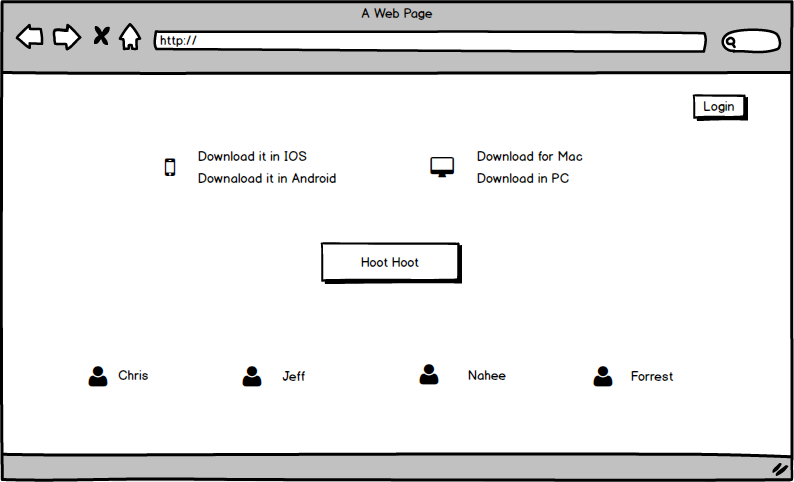 A Web Page
http://
Login
Download it in IOS
Downaload it in Android
Download for Mac
Download in PC
Hoot Hoot
Chris
Jeff
Nahee
Forrest